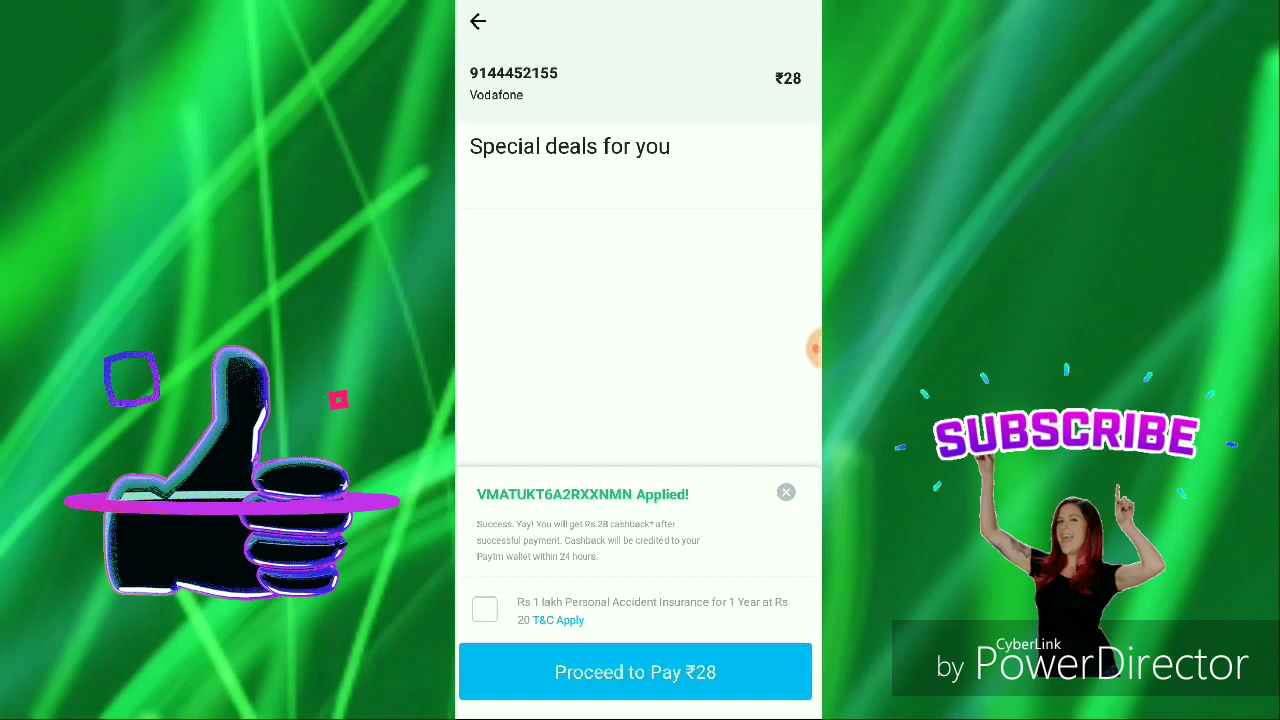 9144452155
₹28
Vodafone
Special deals for you
VMATUKT6A2RXXNMN Applied!
Success. Yay! You will get Rs.28 cashback* after
successful payment. Cashback will be credited to your
Paytm wallet within 24 hours.
Rs 1 lakh Personal Accident Insurance for 1 Year at Rs
20 T&C Apply
Proceed to Pay ₹28
SUBSCRIBE
by CyberLink PowerDirector